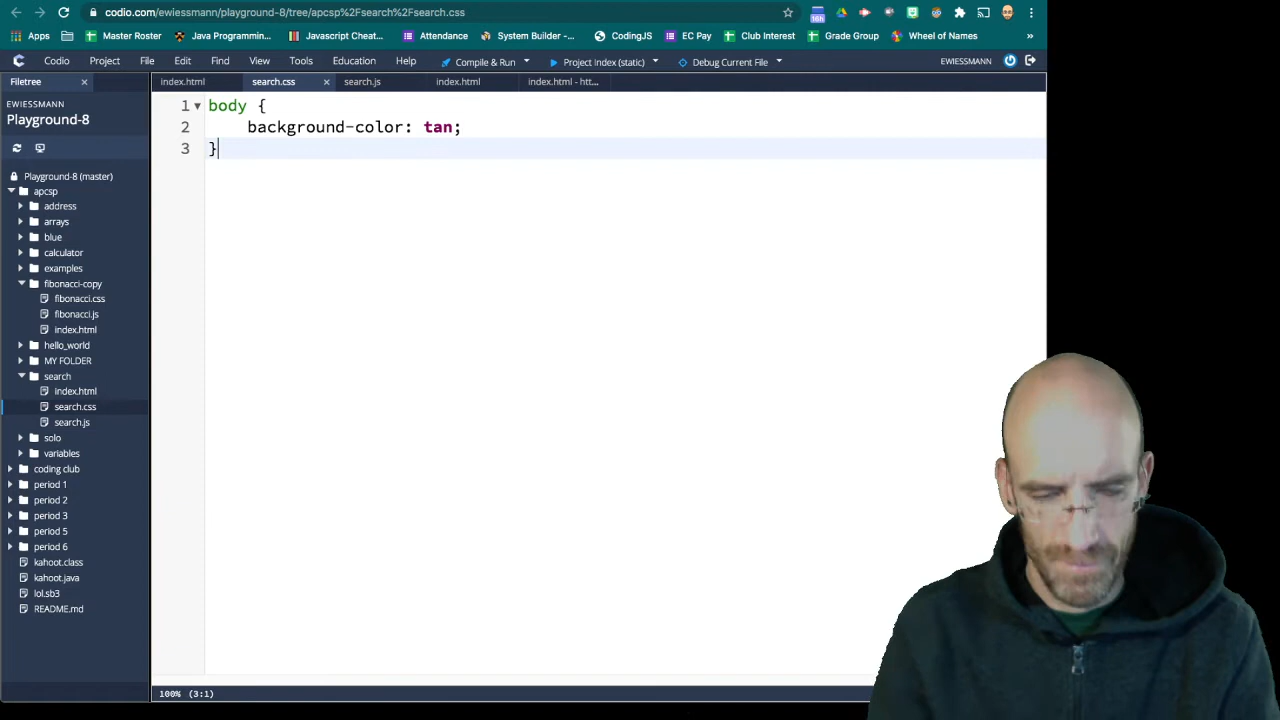 codio.com/ewiessmann/playground-8/tree/apcsp%2Fsearch%2Fsearch.css
16h
Apps
Master Roster
Java Programmin...
Javascript Cheat...
Attendance
System Builder -...
CodingJS
EC Pay
Club Interest
Grade Group
Wheel of Names
»
Codio Project File Edit Find View Tools Education Help Compile & Run Project Index (static) Debug Current File EWIESSMANN
Filetree × index.html search.css × search.js index.html index.html - htt...
EWIESSMANN
Playground-8
Playground-8 (master)
apcsp
address
arrays
blue
calculator
examples
fibonacci-copy
fibonacci.css
fibonacci.js
index.html
hello_world
MY FOLDER
search
index.html
search.css
search.js
solo
variables
coding club
period 1
period 2
period 3
period 5
period 6
kahoot.class
kahoot.java
lol.sb3
README.md
1 body {
2 background-color: tan;
3 }
100% (3:1)